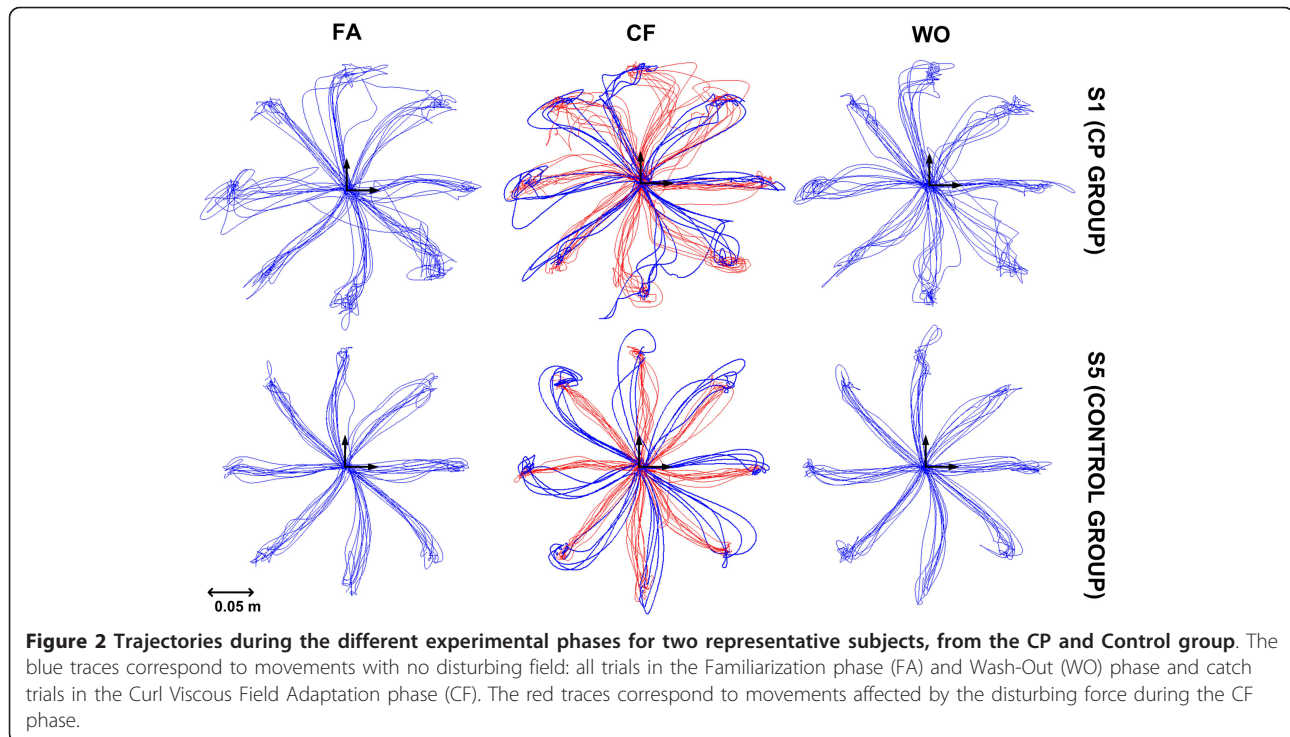 FA
CF
WO
S1 (CP GROUP)
S5 (CONTROL GROUP)
0.05 m
Figure 2 Trajectories during the different experimental phases for two representative subjects, from the CP and Control group. The
blue traces correspond to movements with no disturbing field: all trials in the Familiarization phase (FA) and Wash-Out (WO) phase and catch
trials in the Curl Viscous Field Adaptation phase (CF). The red traces correspond to movements affected by the disturbing force during the CF
phase.